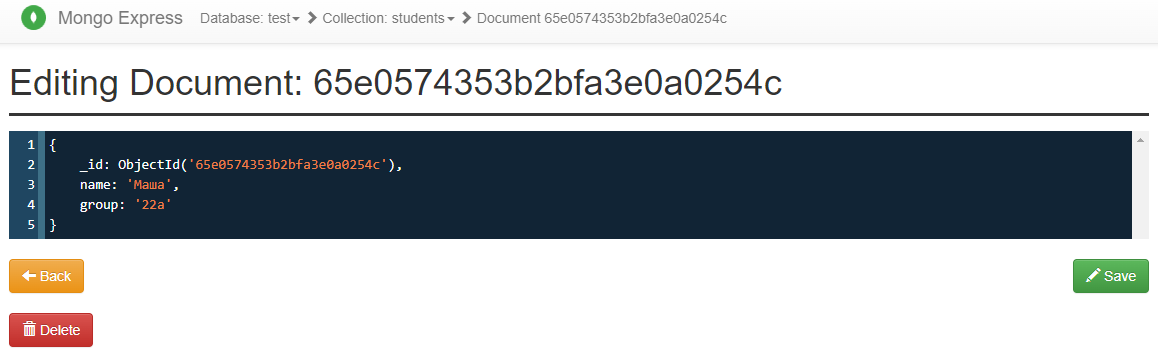 Mongo Express Database: test Collection: students Document 65e0574353b2bfa3e0a0254c
Editing Document: 65e0574353b2bfa3e0a0254c
1 {
2 _id: ObjectId('65e0574353b2bfa3e0a0254c'),
3 name: 'Маша',
4 group: '22а'
5 }
Back Save
Delete